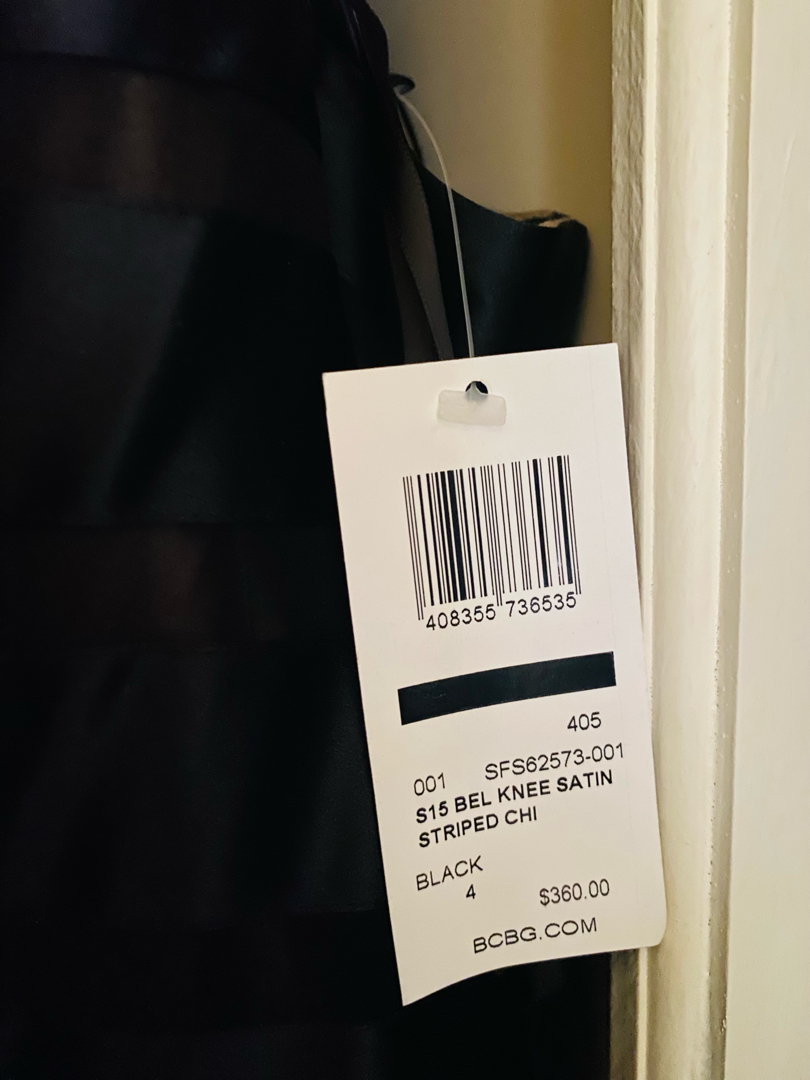 408355 736535
405
001 SFS62573-001
S15 BEL KNEE SATIN
STRIPED CHI
BLACK
4 $360.00
BCBG.COM